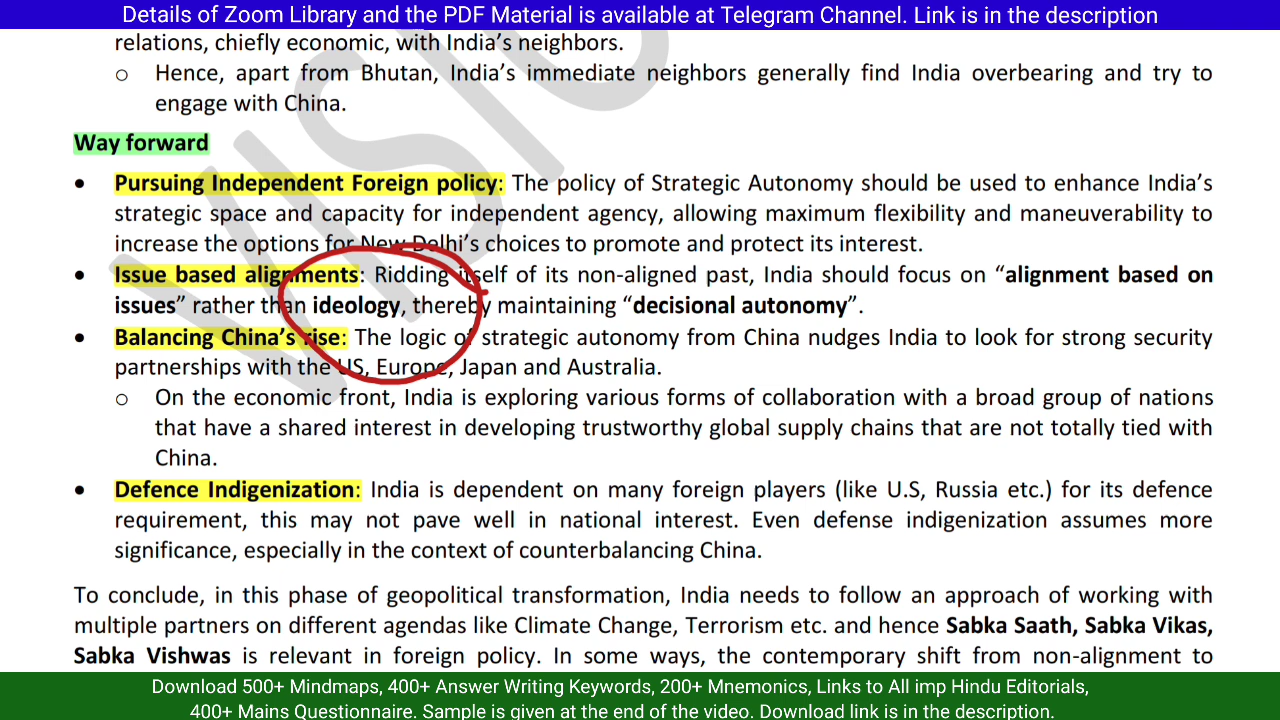 Details of Zoom Library and the PDF Material is available at Telegram Channel. Link is in the description
relations, chiefly economic, with India's neighbors.
o Hence, apart from Bhutan, India's immediate neighbors generally find India overbearing and try to
engage with China.
Way forward
• Pursuing Independent Foreign policy: The policy of Strategic Autonomy should be used to enhance India's
strategic space and capacity for independent agency, allowing maximum flexibility and maneuverability to
increase the options for New Delhi's choices to promote and protect its interest.
• Issue based alignments: Ridding itself of its non-aligned past, India should focus on “alignment based on
issues” rather than ideology, thereby maintaining “decisional autonomy”.
• Balancing China's rise: The logic of strategic autonomy from China nudges India to look for strong security
partnerships with the US, Europe, Japan and Australia.
o On the economic front, India is exploring various forms of collaboration with a broad group of nations
that have a shared interest in developing trustworthy global supply chains that are not totally tied with
China.
• Defence Indigenization: India is dependent on many foreign players (like U.S, Russia etc.) for its defence
requirement, this may not pave well in national interest. Even defense indigenization assumes more
significance, especially in the context of counterbalancing China.
To conclude, in this phase of geopolitical transformation, India needs to follow an approach of working with
multiple partners on different agendas like Climate Change, Terrorism etc. and hence Sabka Saath, Sabka Vikas,
Sabka Vishwas is relevant in foreign policy. In some ways, the contemporary shift from non-alignment to
Download 500+ Mindmaps, 400+ Answer Writing Keywords, 200+ Mnemonics, Links to All imp Hindu Editorials,
400+ Mains Questionnaire. Sample is given at the end of the video. Download link is in the description.